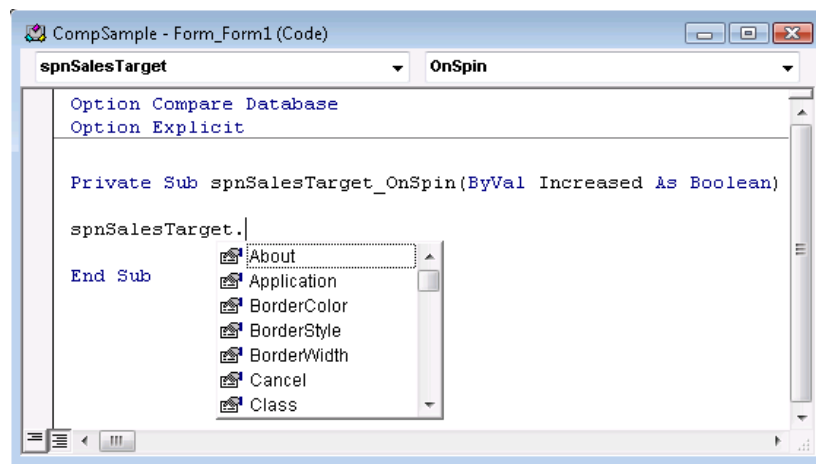 CompSample - Form_Form1 (Code)
spnSalesTarget OnSpin
Option Compare Database
Option Explicit
Private Sub spnSalesTarget_OnSpin(ByVal Increased As Boolean)
spnSalesTarget.
About
End Sub Application
BorderColor
BorderStyle
BorderWidth
Cancel
Class